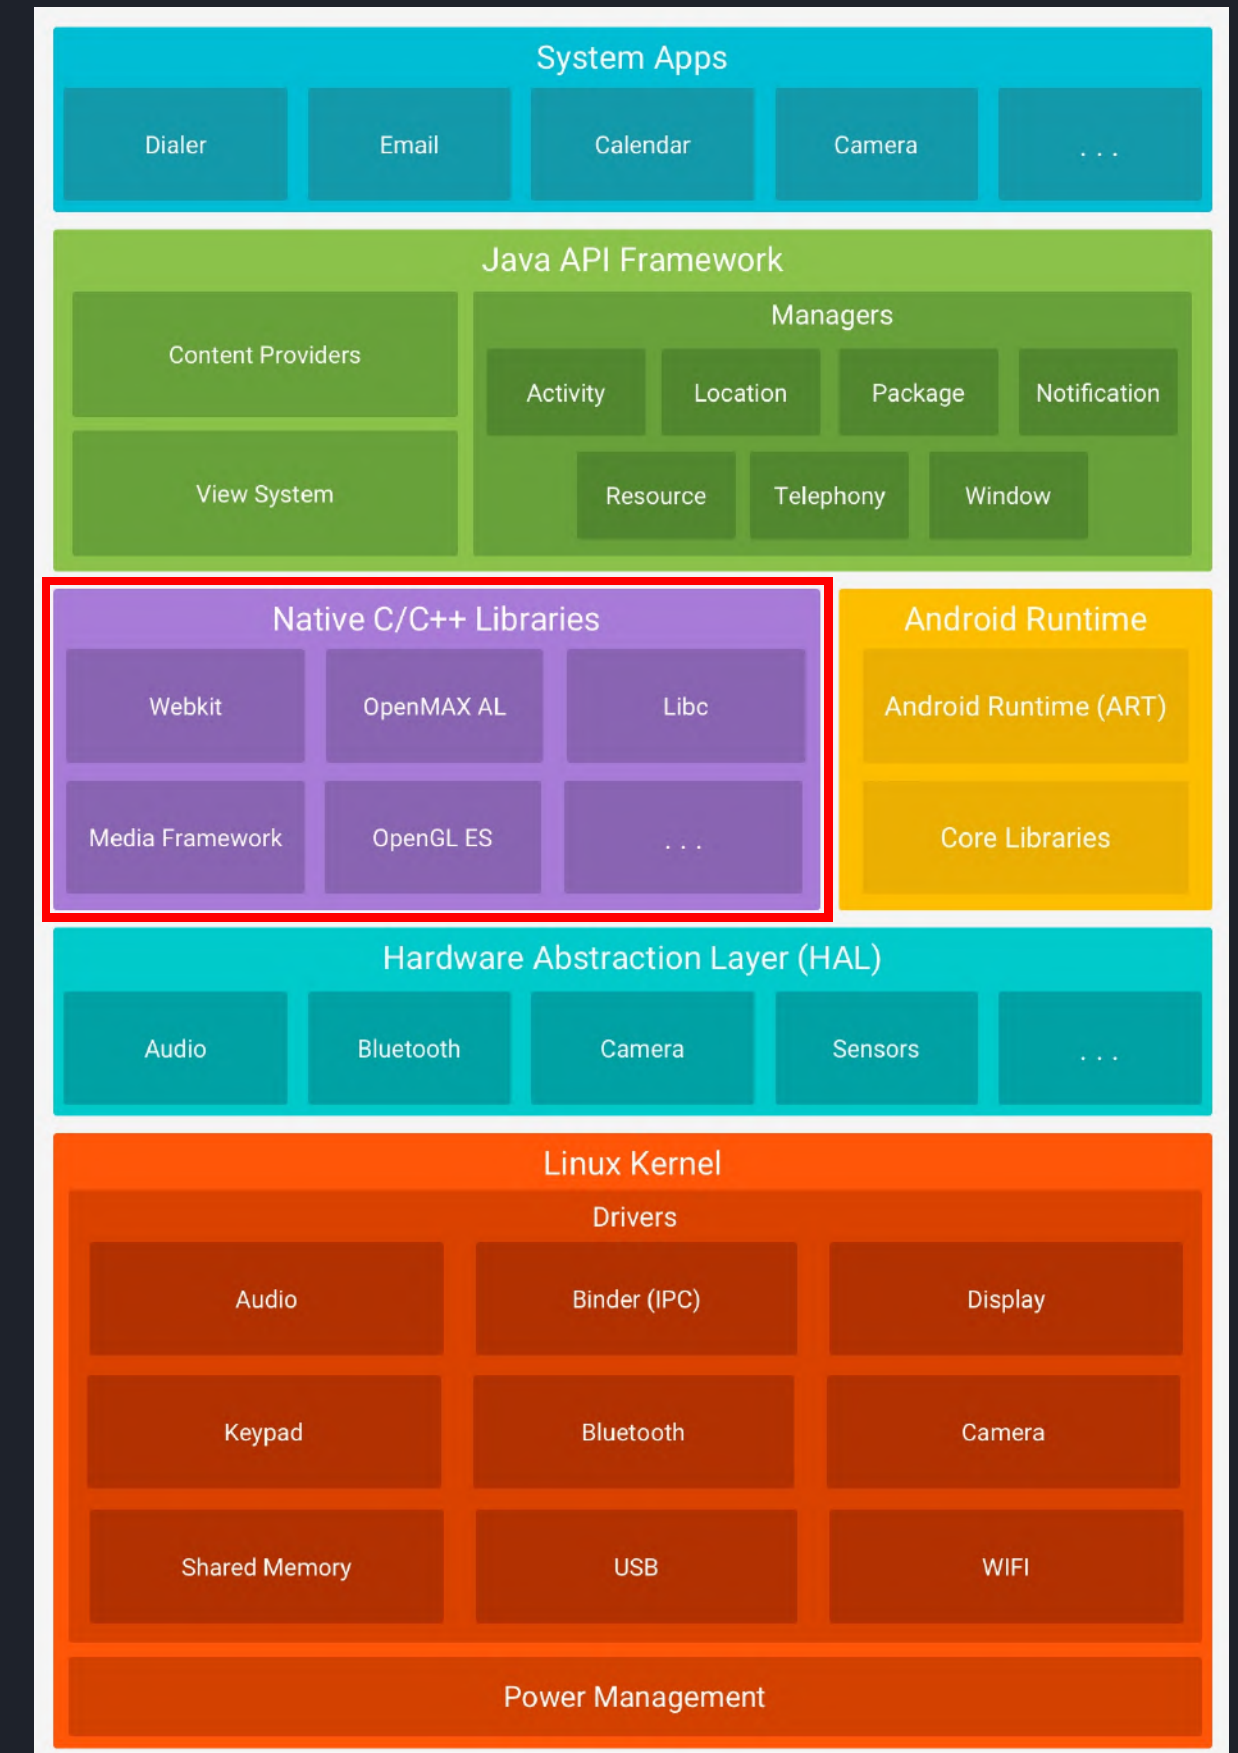 System Apps
Dialer
Email
Calendar
Camera
. . .
Java API Framework
Content Providers
View System
Managers
Activity
Location
Package
Notification
Resource
Telephony
Window
Native C/C++ Libraries
Webkit
OpenMAX AL
Libc
Media Framework
OpenGL ES
. . .
Android Runtime
Android Runtime (ART)
Core Libraries
Hardware Abstraction Layer (HAL)
Audio
Bluetooth
Camera
Sensors
. . .
Linux Kernel
Drivers
Audio
Binder (IPC)
Display
Keypad
Bluetooth
Camera
Shared Memory
USB
WIFI
Power Management